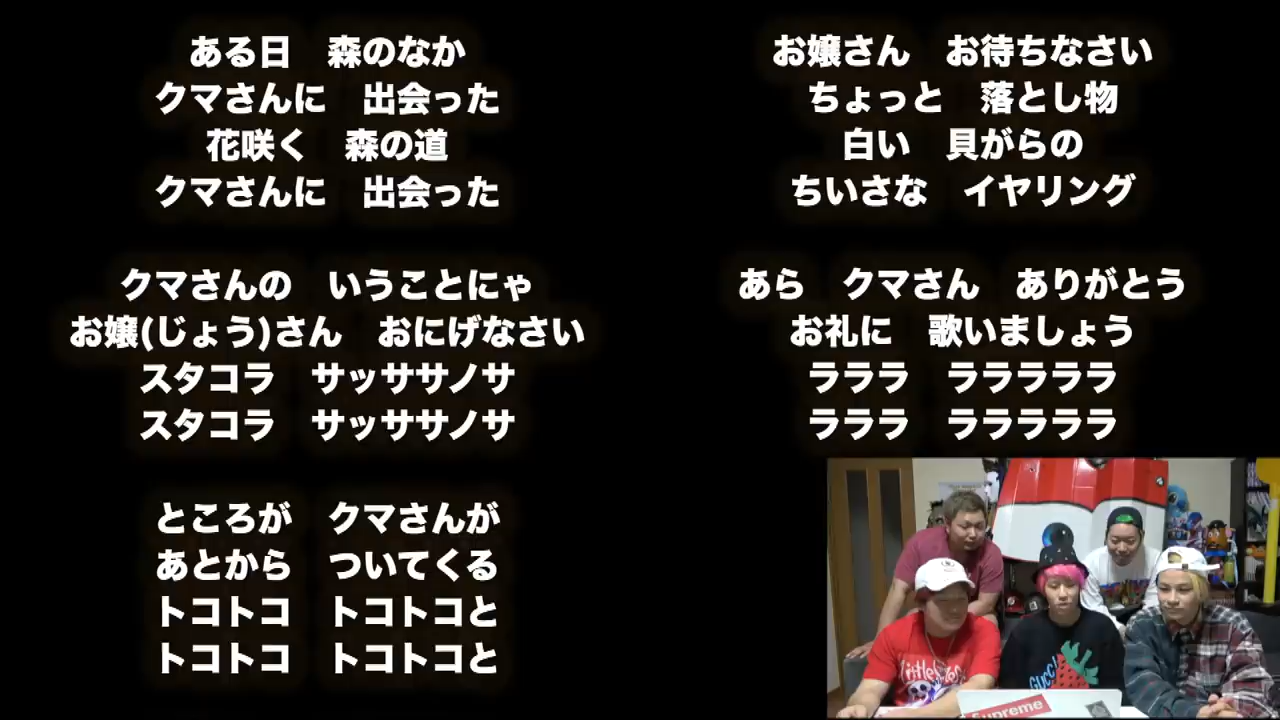 ある日　森のなか
クマさんに　出会った
花咲く　森の道
クマさんに　出会った
クマさんの　いうことにゃ
お嬢(じょう)さん　おにげなさい
スタコラ　サッササノサ
スタコラ　サッササノサ
ところが　クマさんが
あとから　ついてくる
トコトコ　トコトコと
トコトコ　トコトコと
お嬢さん　お待ちなさい
ちょっと　落とし物
白い　貝がらの
ちいさな　イヤリング
あら　クマさん　ありがとう
お礼に　歌いましょう
ラララ　ララララララ
ラララ　ララララララ
GUCCI
Supreme